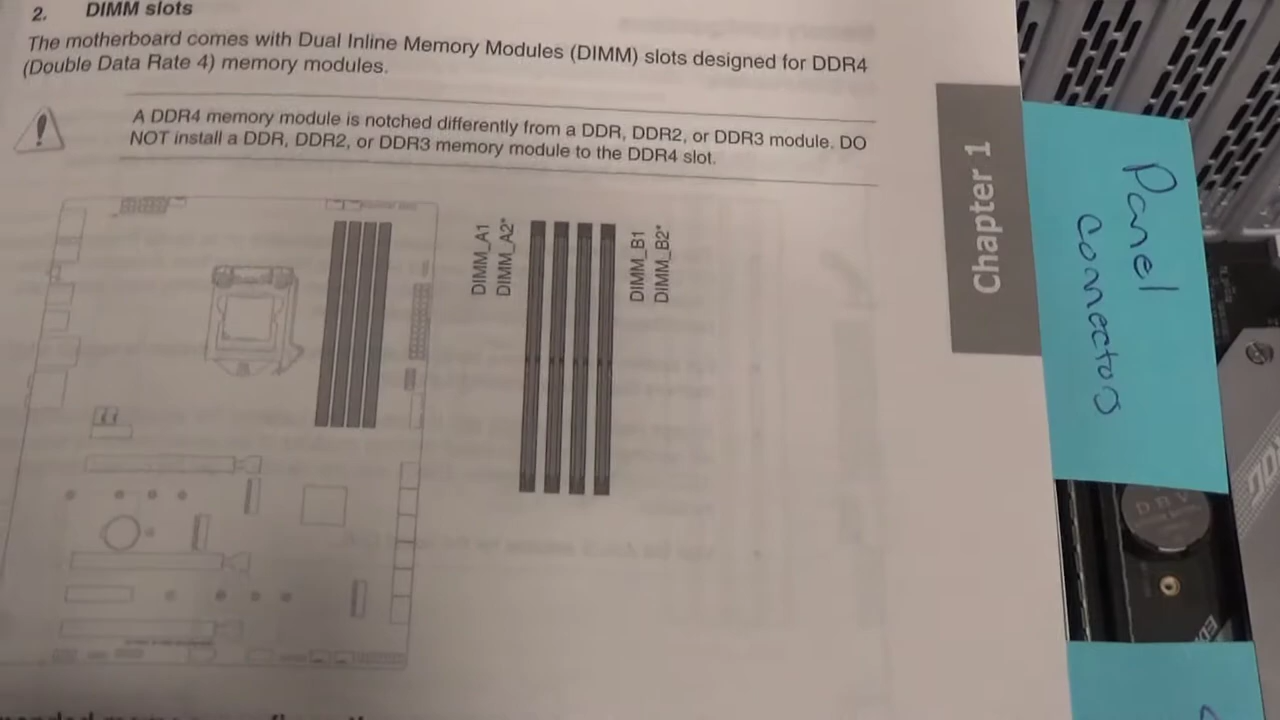 2. DIMM slots
The motherboard comes with Dual Inline Memory Modules (DIMM) slots designed for DDR4
(Double Data Rate 4) memory modules.
A DDR4 memory module is notched differently from a DDR, DDR2, or DDR3 module. DO
NOT install a DDR, DDR2, or DDR3 memory module to the DDR4 slot.
DIMM_A1
DIMM_A2*
DIMM_B1
DIMM_B2*
Chapter 1
Panel
connectors